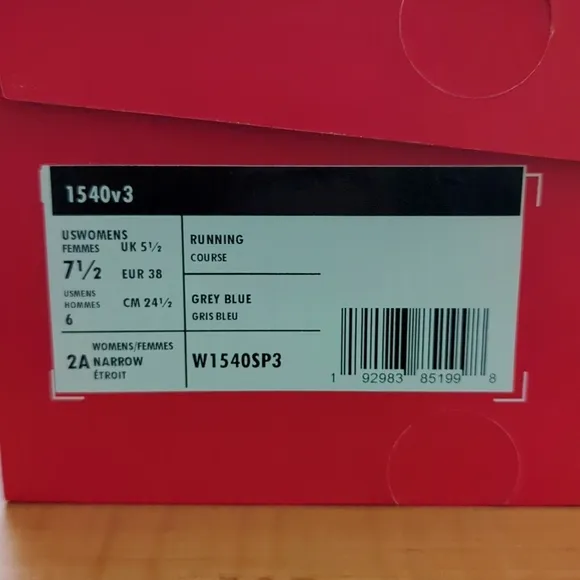 1540v3
USWOMENS
FEMMES
7½
UK 5½
EUR 38
CM 24½
USMENS
HOMMES
6
2A
WOMENS/FEMMES
NARROW
ÉTROIT
RUNNING
COURSE
GREY BLUE
GRIS BLEU
W1540SP3
1 92983 85199 8